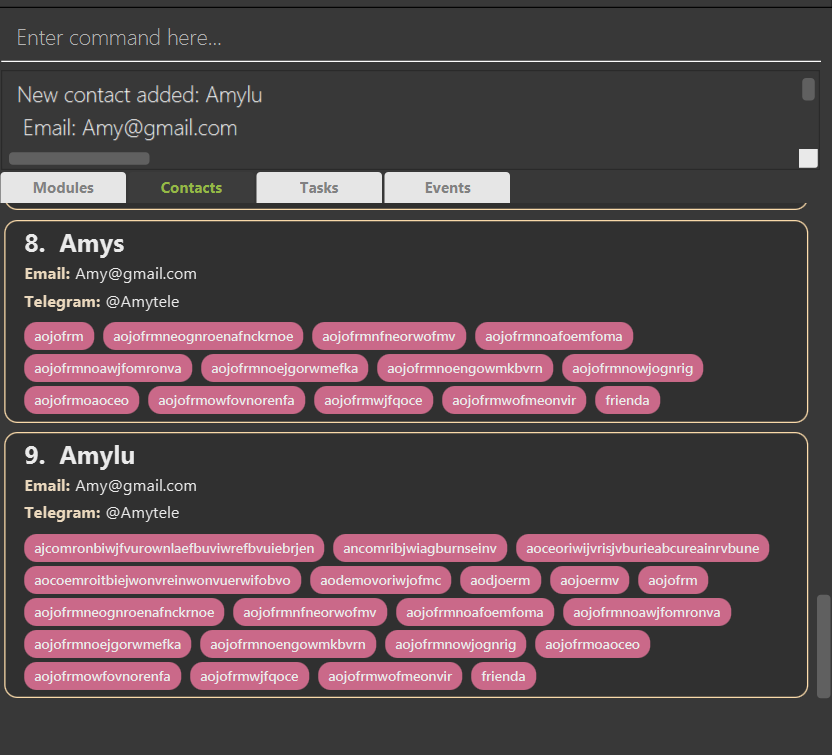 Enter command here...
New contact added: Amylu
Email: Amy@gmail.com
Modules Contacts Tasks Events
8. Amys
Email: Amy@gmail.com
Telegram: @Amytele
aojofrm aojofrmneognroenafnckrnoe aojofrmnfneorwofmv aojofrmnoafoemfoma
aojofrmnoawjfomronva aojofrmnoejgorwmefka aojofrmnoengowmkbvrn aojofrmnowjognrig
aojofrmoaoceo aojofrmowfovnorenfa aojofrmwjfqoce aojofrmwofmeonvir frienda
9. Amylu
Email: Amy@gmail.com
Telegram: @Amytele
ajcomronbiwjfvurownlaefbuviwrefbvuiebrjen ancomribjwiagburnseinv aoceoriwijvrisjvburieabcureainrvbune
aocoemroitbiejwonvreinwonvuerwifobvo aodemovoriwjofmc aodjoerm aojoermv aojofrm
aojofrmneognroenafnckrnoe aojofrmnfneorwofmv aojofrmnoafoemfoma aojofrmnoawjfomronva
aojofrmnoejgorwmefka aojofrmnoengowmkbvrn aojofrmnowjognrig aojofrmoaoceo
aojofrmowfovnorenfa aojofrmwjfqoce aojofrmwofmeonvir frienda